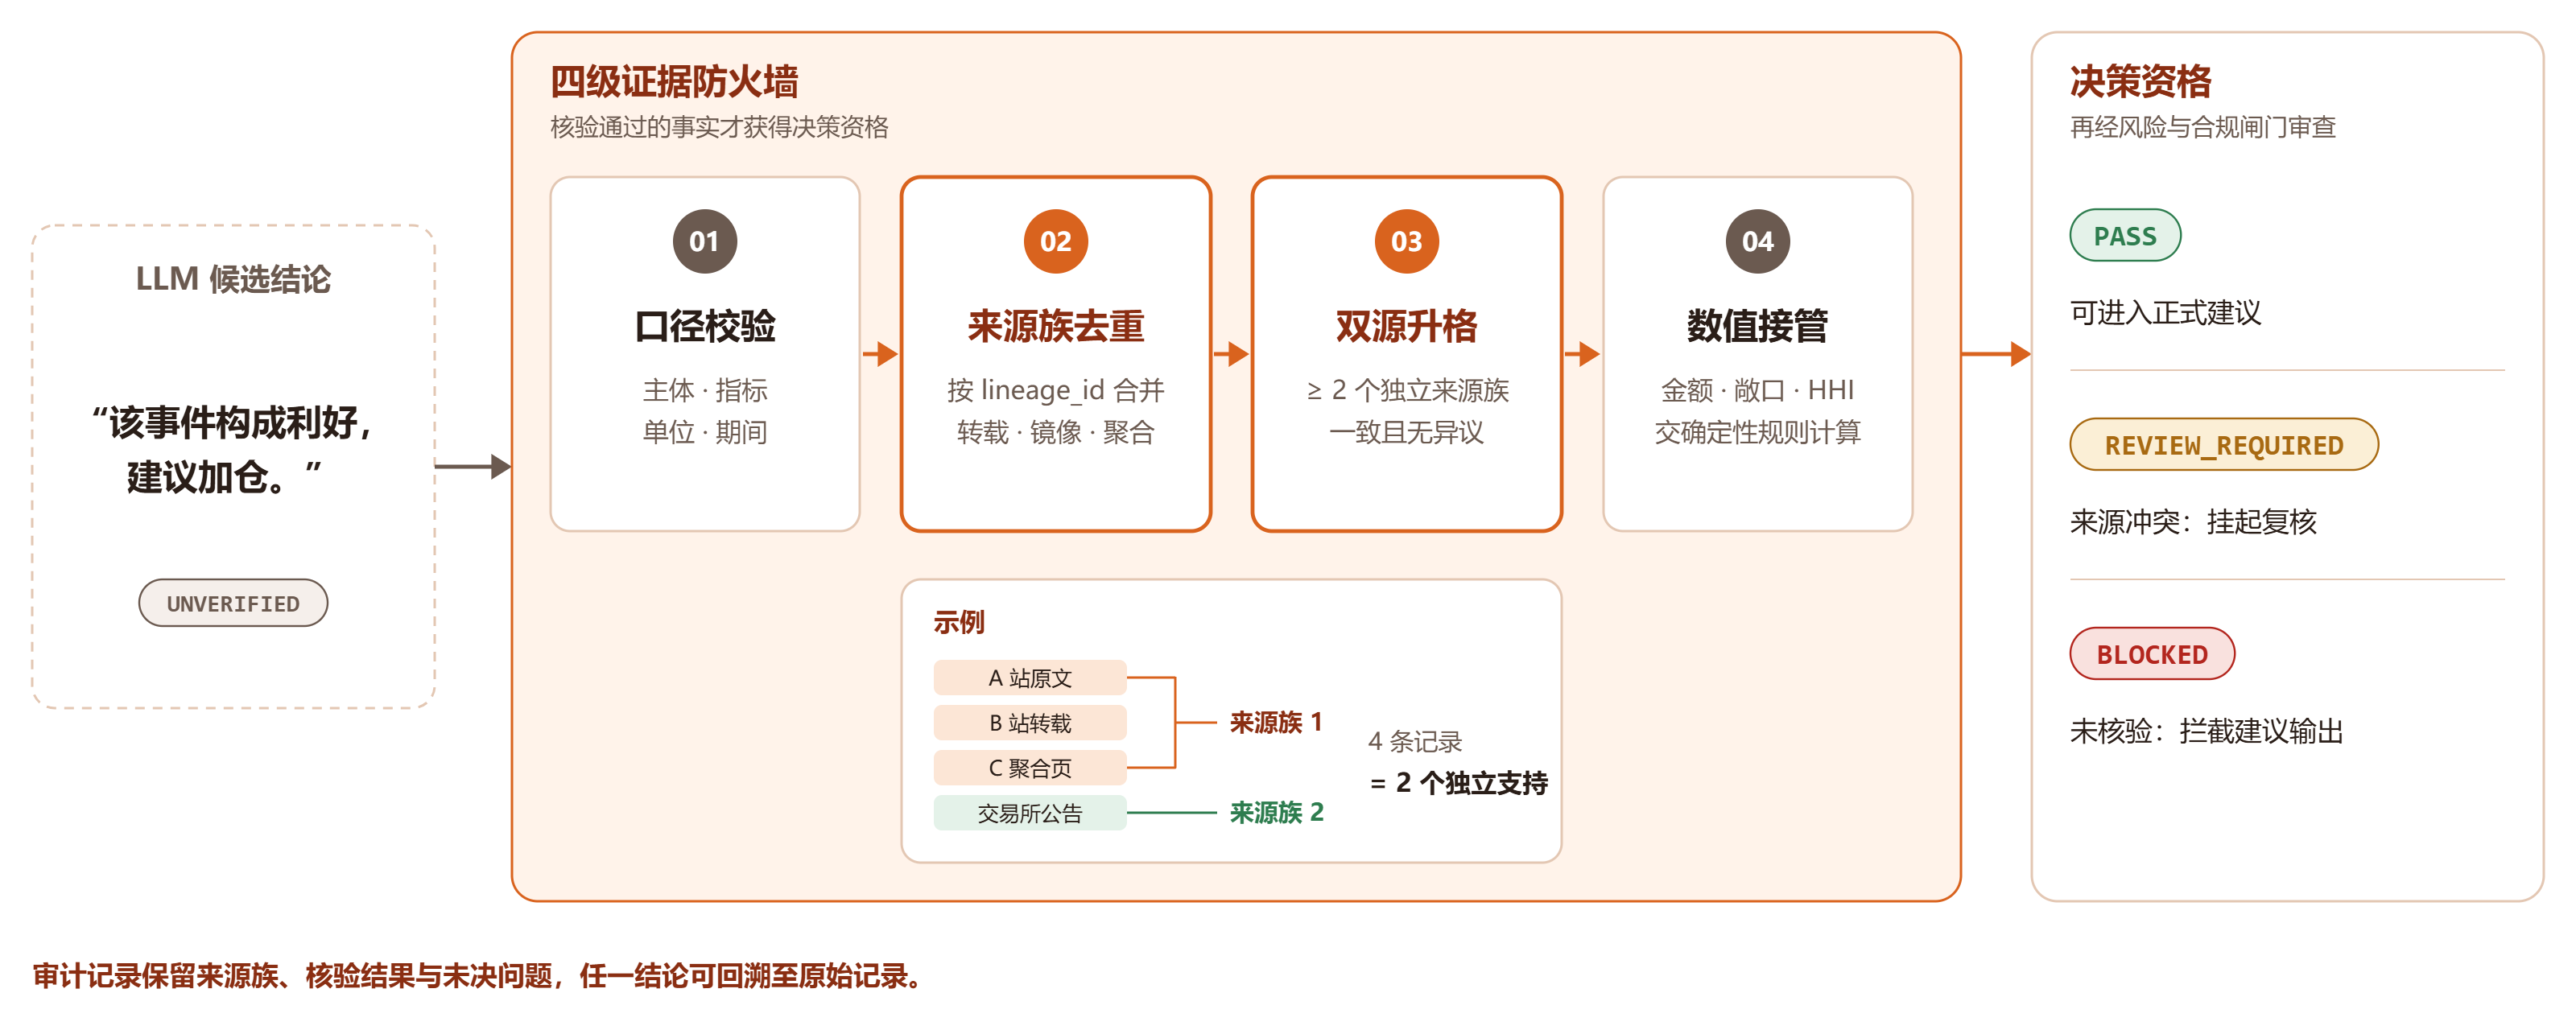 LLM 候选结论
“该事件构成利好，
建议加仓。”
UNVERIFIED
四级证据防火墙
核验通过的事实才获得决策资格
01
口径校验
主体 · 指标
单位 · 期间
02
来源族去重
按 lineage_id 合并
转载 · 镜像 · 聚合
03
双源升格
≥ 2 个独立来源族
一致且无异议
04
数值接管
金额 · 敞口 · HHI
交确定性规则计算
示例
A 站原文
B 站转载
C 聚合页
交易所公告
来源族 1
来源族 2
4 条记录
= 2 个独立支持
决策资格
再经风险与合规闸门审查
PASS
可进入正式建议
REVIEW_REQUIRED
来源冲突：挂起复核
BLOCKED
未核验：拦截建议输出
审计记录保留来源族、核验结果与未决问题，任一结论可回溯至原始记录。